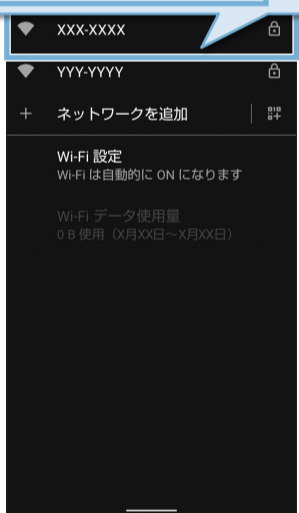 XXX-XXXX
YYY-YYYY
ネットワークを追加
Wi-Fi 設定
Wi-Fi は自動的に ON になります
Wi-Fi データ使用量
0 B 使用（X月XX日～X月XX日）